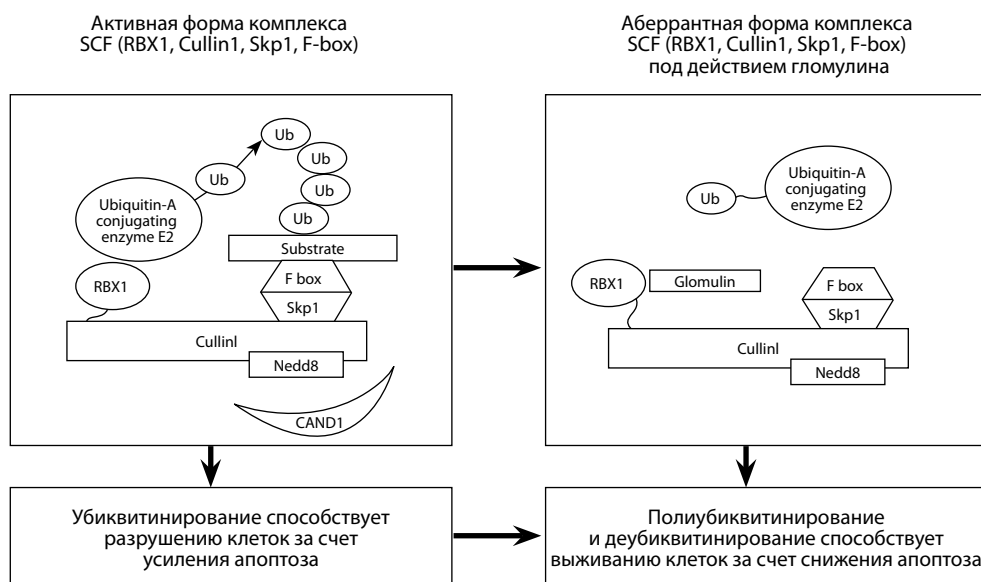 Активная форма комплекса
SCF (RBX1, Cullin1, Skp1, F-box)
Аберрантная форма комплекса
SCF (RBX1, Cullin1, Skp1, F-box)
под действием гломулина
Ub
Ub
Ub
Ub
Ub
Ubiquitin-A
conjugating
enzyme E2
Substrate
RBX1
F box
Skp1
Cullinl
Nedd8
CAND1
Ub
Ubiquitin-A
conjugating
enzyme E2
RBX1
Glomulin
F box
Skp1
Cullinl
Nedd8
Убиквитинирование способствует
разрушению клеток за счет
усиления апоптоза
Полиубиквитинирование
и деубиквитинирование способствует
выживанию клеток за счет снижения апоптоза